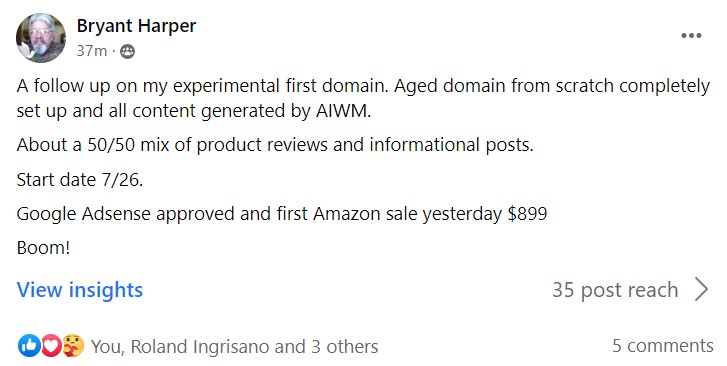 Bryant Harper
37m ·
A follow up on my experimental first domain. Aged domain from scratch completely
set up and all content generated by AIWM.
About a 50/50 mix of product reviews and informational posts.
Start date 7/26.
Google Adsense approved and first Amazon sale yesterday $899
Boom!
View insights
35 post reach
You, Roland Ingrisano and 3 others
5 comments